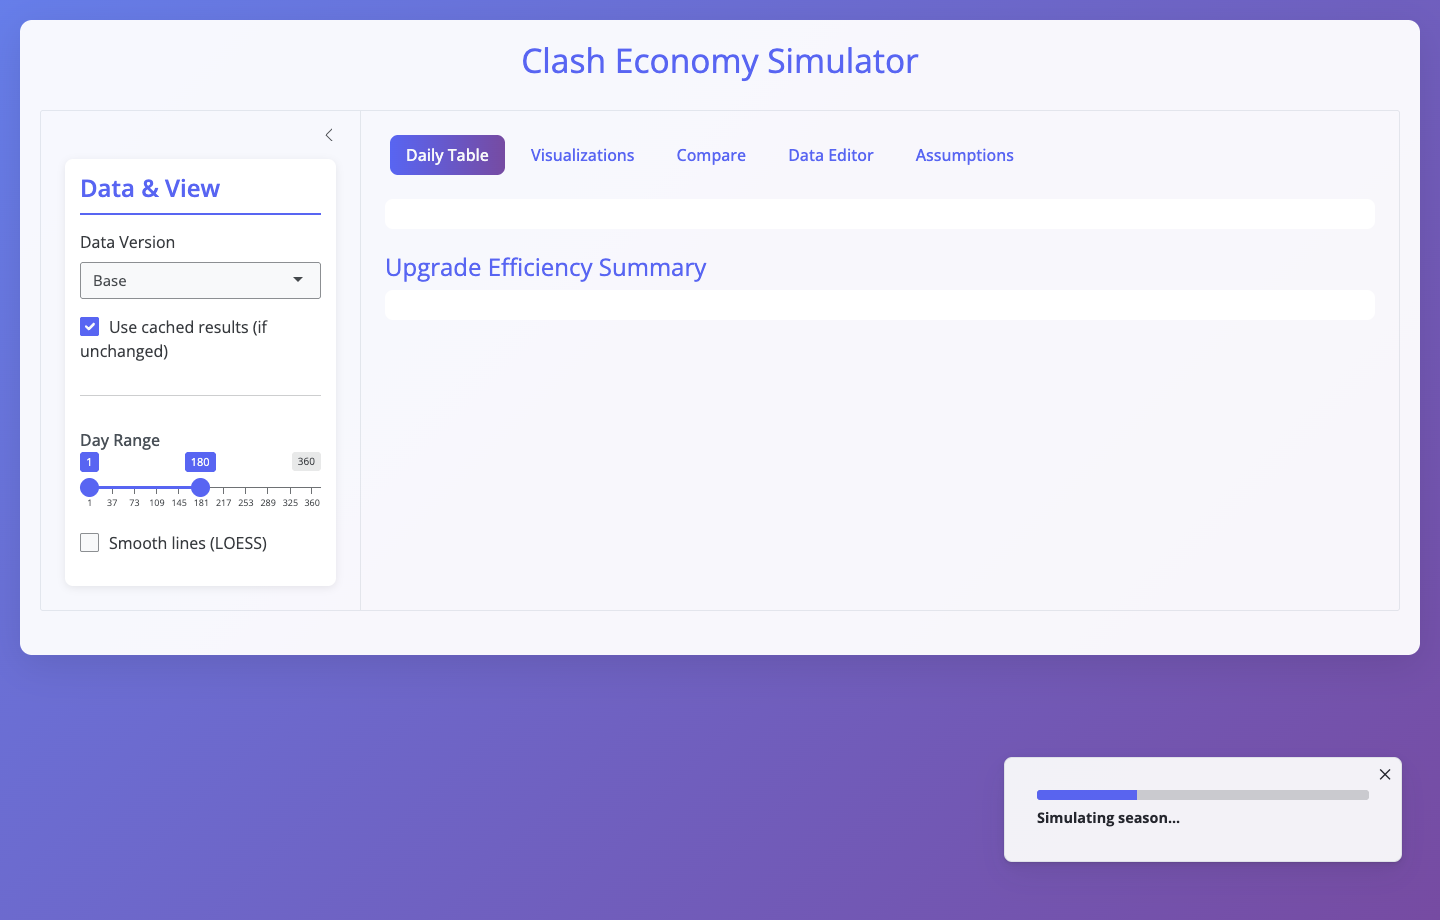 Clash Economy Simulator
Daily Table
Visualizations
Compare
Data Editor
Assumptions
Data & View
Data Version
Base
Use cached results (if
unchanged)
Day Range
1
180
360
1 37 73 109 145 181 217 253 289 325 360
Smooth lines (LOESS)
Upgrade Efficiency Summary
Simulating season...